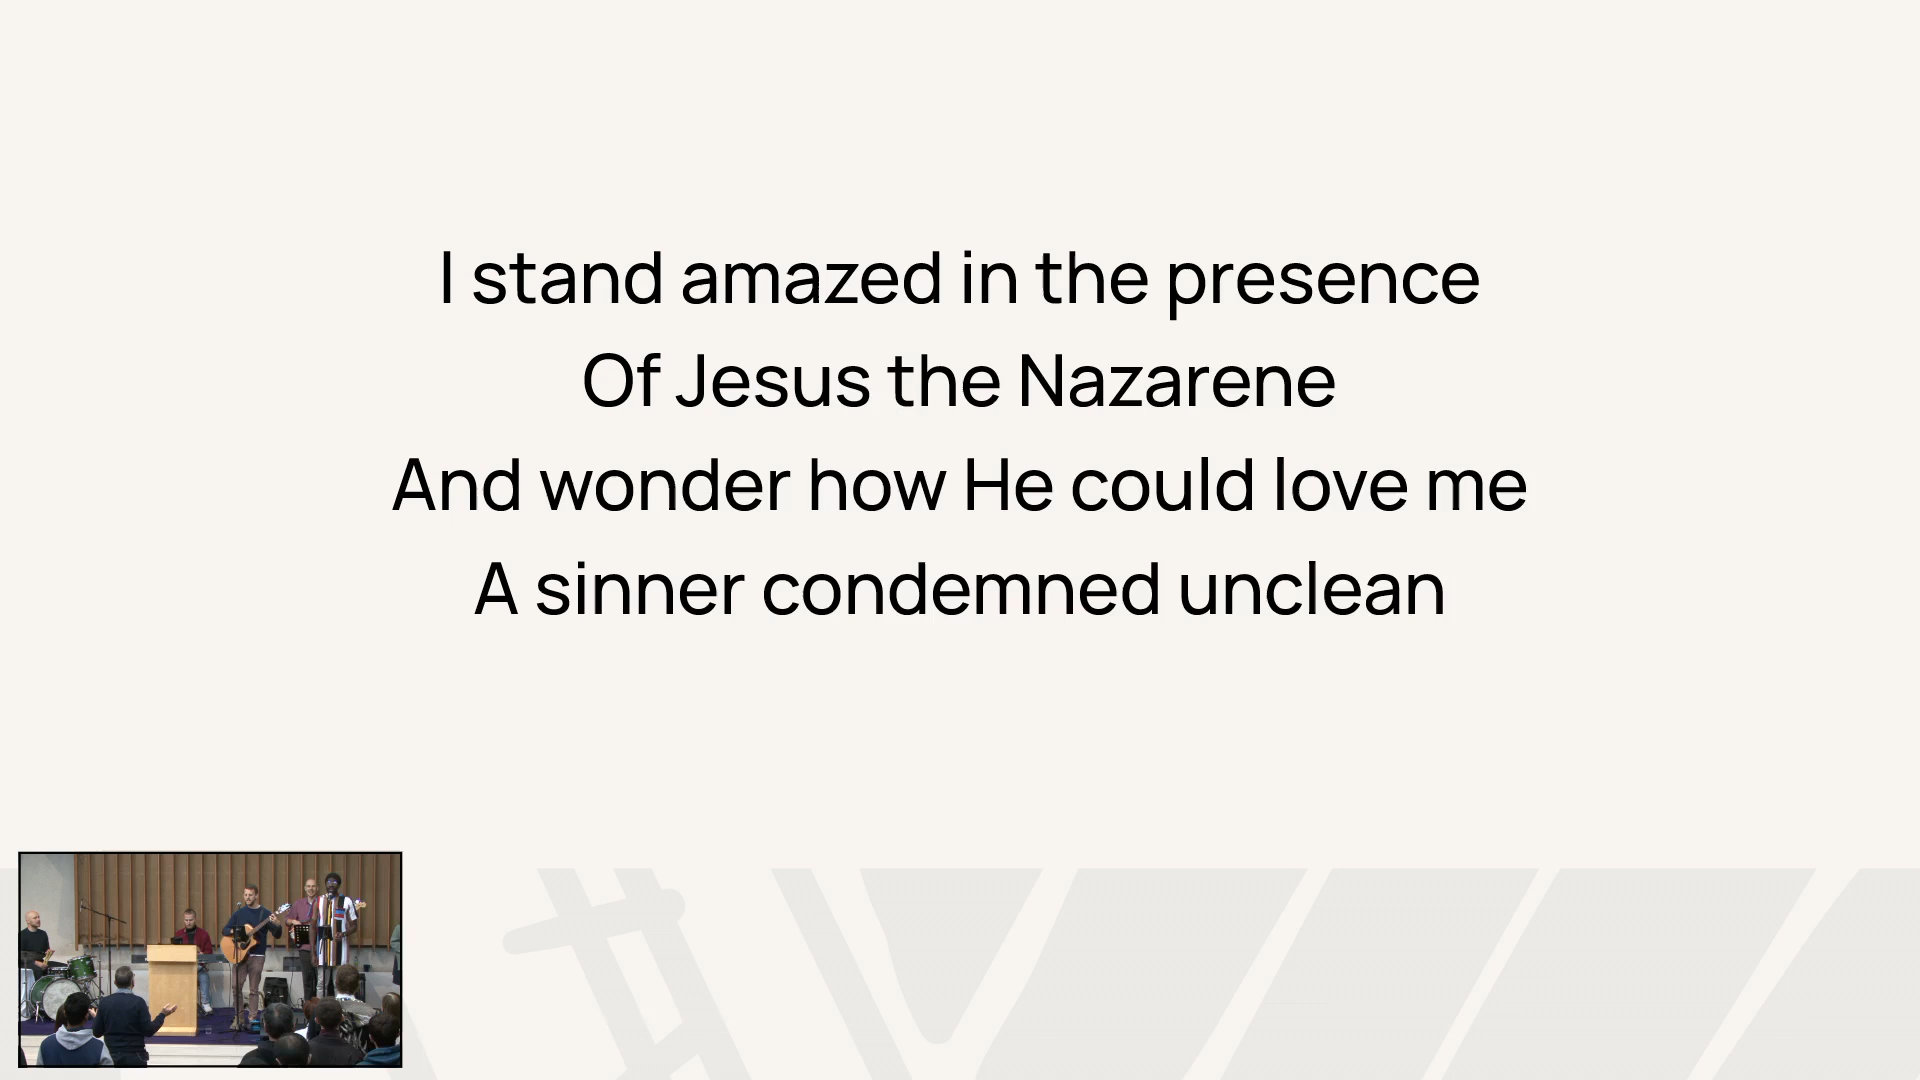 I stand amazed in the presence
Of Jesus the Nazarene
And wonder how He could love me
A sinner condemned unclean